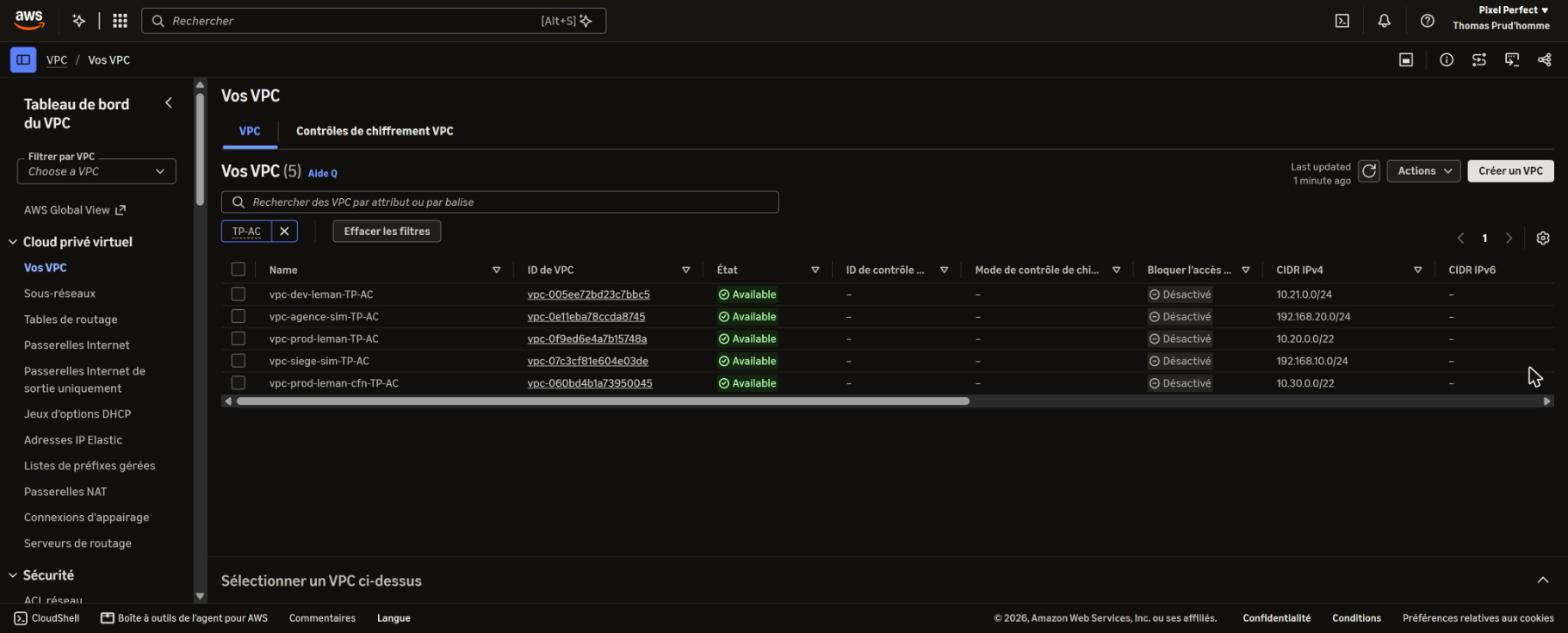 aws
Rechercher [Alt+S]
Pixel Perfect
Thomas Prud'homme
VPC / Vos VPC
Tableau de bord
du VPC
Filtrer par VPC
Choose a VPC
AWS Global View
Cloud privé virtuel
Vos VPC
Sous-réseaux
Tables de routage
Passerelles Internet
Passerelles Internet de
sortie uniquement
Jeux d'options DHCP
Adresses IP Elastic
Listes de préfixes gérées
Passerelles NAT
Connexions d'appairage
Serveurs de routage
Sécurité
ACL réseau
Vos VPC
VPC Contrôles de chiffrement VPC
Vos VPC (5) Aide Q
Last updated
1 minute ago
Actions
Créer un VPC
Rechercher des VPC par attribut ou par balise
TP-AC Effacer les filtres
1
Name ID de VPC État ID de contrôle ... Mode de contrôle de chi... Bloquer l'accès ... CIDR IPv4 CIDR IPv6
vpc-dev-leman-TP-AC vpc-005ee72bd23c7bbc5 Available – – Désactivé 10.21.0.0/24 –
vpc-agence-sim-TP-AC vpc-0e11eba78ccda8745 Available – – Désactivé 192.168.20.0/24 –
vpc-prod-leman-TP-AC vpc-0f9ed6e4a7b15748a Available – – Désactivé 10.20.0.0/22 –
vpc-siege-sim-TP-AC vpc-07c3cf81e604e03de Available – – Désactivé 192.168.10.0/24 –
vpc-prod-leman-cfn-TP-AC vpc-060bd4b1a73950045 Available – – Désactivé 10.30.0.0/22 –
Sélectionner un VPC ci-dessus
CloudShell Boîte à outils de l'agent pour AWS Commentaires Langue © 2026, Amazon Web Services, Inc. ou ses affiliés. Confidentialité Conditions Préférences relatives aux cookies